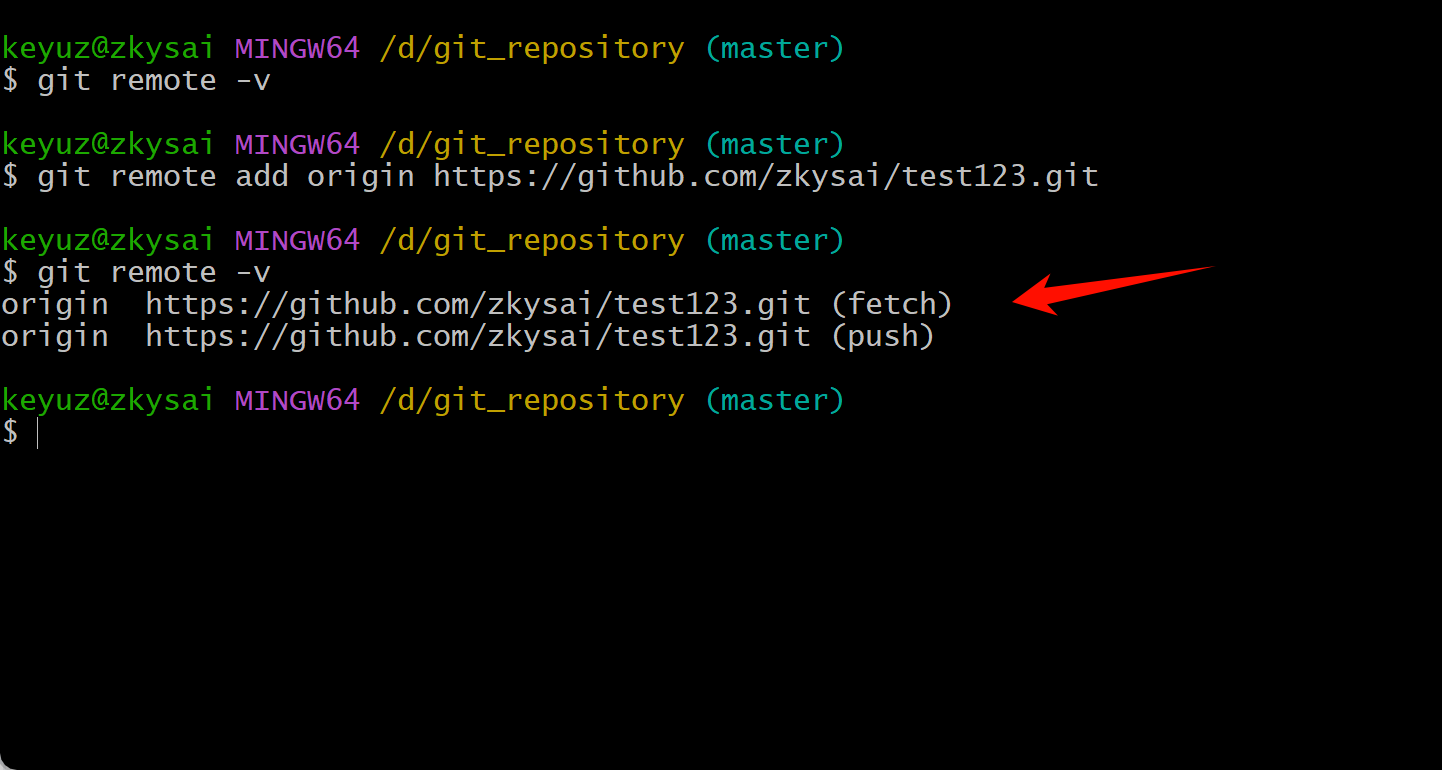 keyuz@zkysai MINGW64 /d/git_repository (master)
$ git remote -v
keyuz@zkysai MINGW64 /d/git_repository (master)
$ git remote add origin https://github.com/zkysai/test123.git
keyuz@zkysai MINGW64 /d/git_repository (master)
$ git remote -v
origin  https://github.com/zkysai/test123.git (fetch)
origin  https://github.com/zkysai/test123.git (push)
keyuz@zkysai MINGW64 /d/git_repository (master)
$